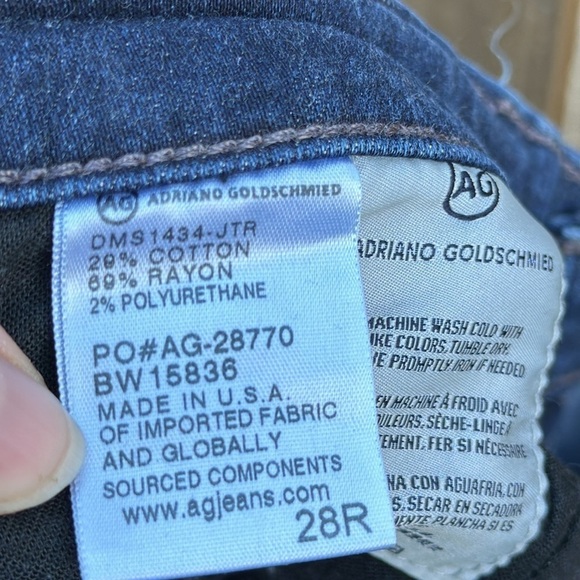 AG ADRIANO GOLDSCHMIED
DMS1434-JTR
29% COTTON
69% RAYON
2% POLYURETHANE
PO#AG-28770
BW15836
MADE IN U.S.A.
OF IMPORTED FABRIC
AND GLOBALLY
SOURCED COMPONENTS
www.agjeans.com
28R
AG
ADRIANO GOLDSCHMIED
MACHINE WASH COLD WITH
LIKE COLORS, TUMBLE DRY,
PROMPTLY, IRON IF NEEDED
EN MACHINE À FROID AVEC
SÈCHE-LINGE
FER SI NÉCESSAIRE
CON AGUA FRIA, CON
SECAR EN SECADORA
PLANCHA SI ES